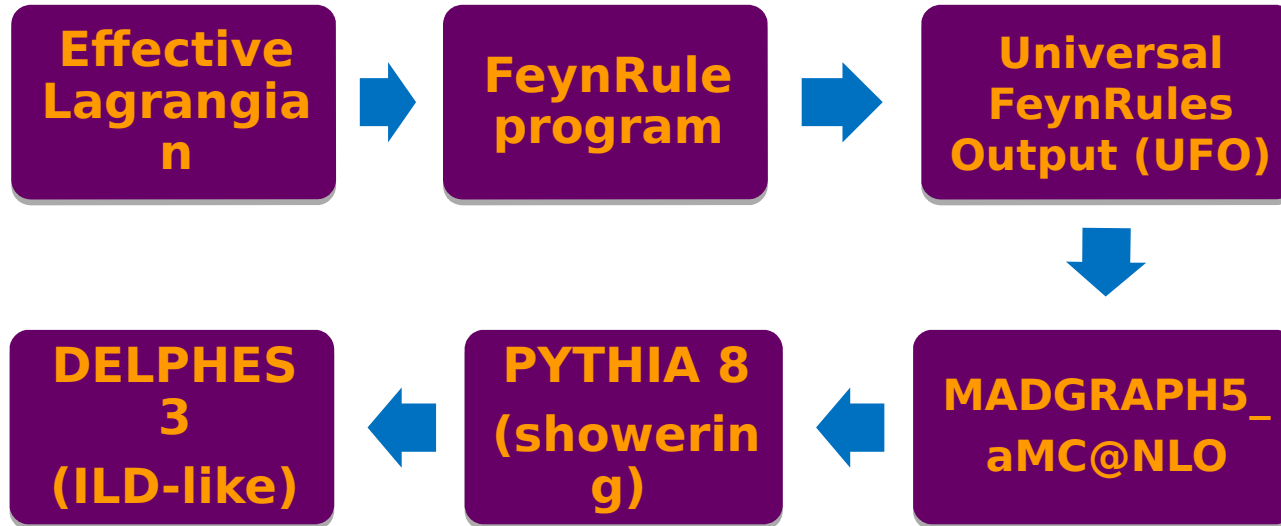 Effective
Lagrangia
n
FeynRule
program
Universal
FeynRules
Output (UFO)
DELPHES
3
(ILD-like)
PYTHIA 8
(showerin
g)
MADGRAPH5_
aMC@NLO